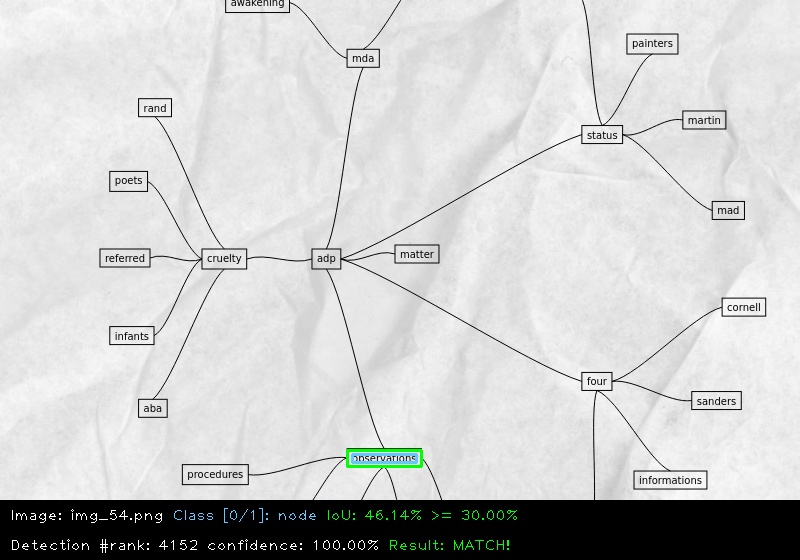 awakening
mda
painters
rand
martin
status
poets
mad
referred
cruelty
adp
matter
cornell
infants
four
sanders
aba
observations
procedures
informations
Image: img_54.png Class [0/1]: node IoU: 46.14% >= 30.00%
Detection #rank: 4152 confidence: 100.00% Result: MATCH!